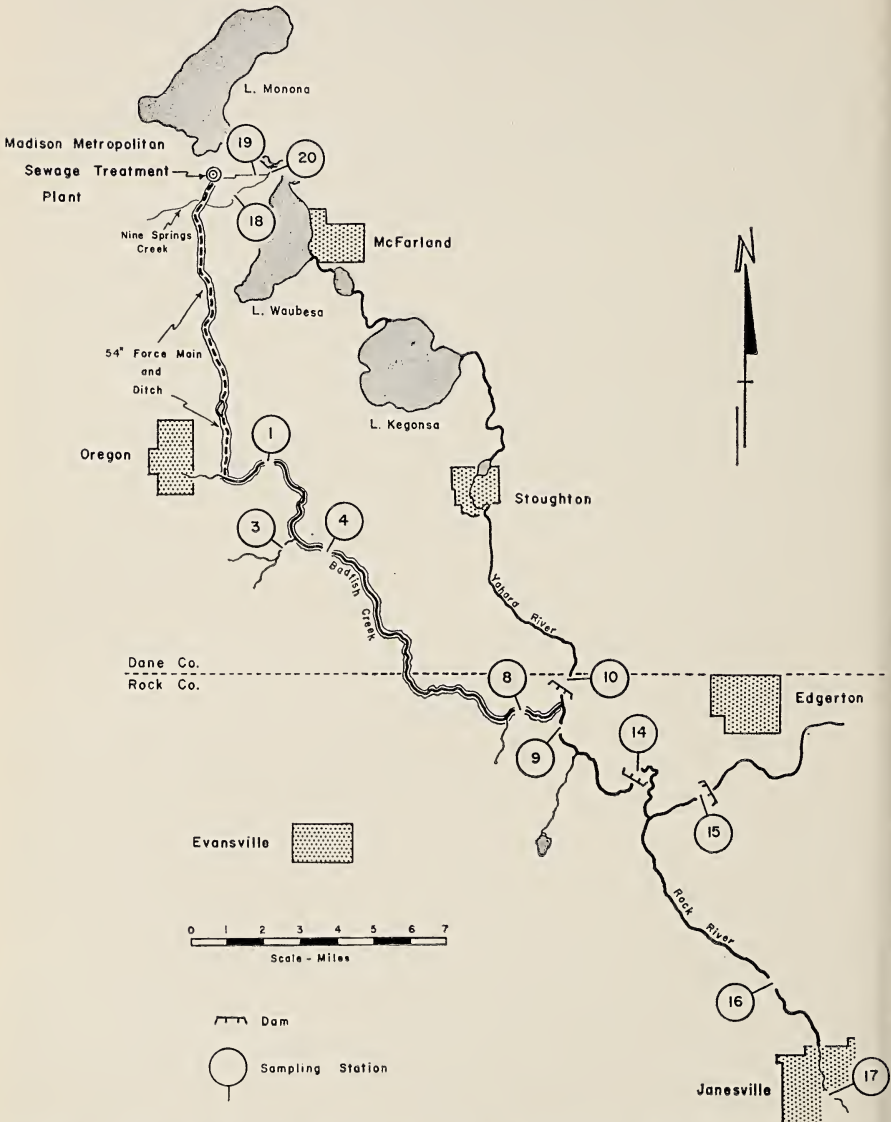 L. Monona
Madison Metropolitan
Sewage Treatment
Plant
19
20
18
Nine Springs
Creek
McFarland
L. Waubesa
N
54" Force Main
and
Ditch
L. Kegonsa
1
Oregon
Stoughton
3
4
Badfish Creek
Yahara River
Dane Co.
Rock Co.
8
10
Edgerton
14
9
15
Evansville
Rock River
0 1 2 3 4 5 6 7
Scale - Miles
16
Dam
Sampling Station
Janesville
17